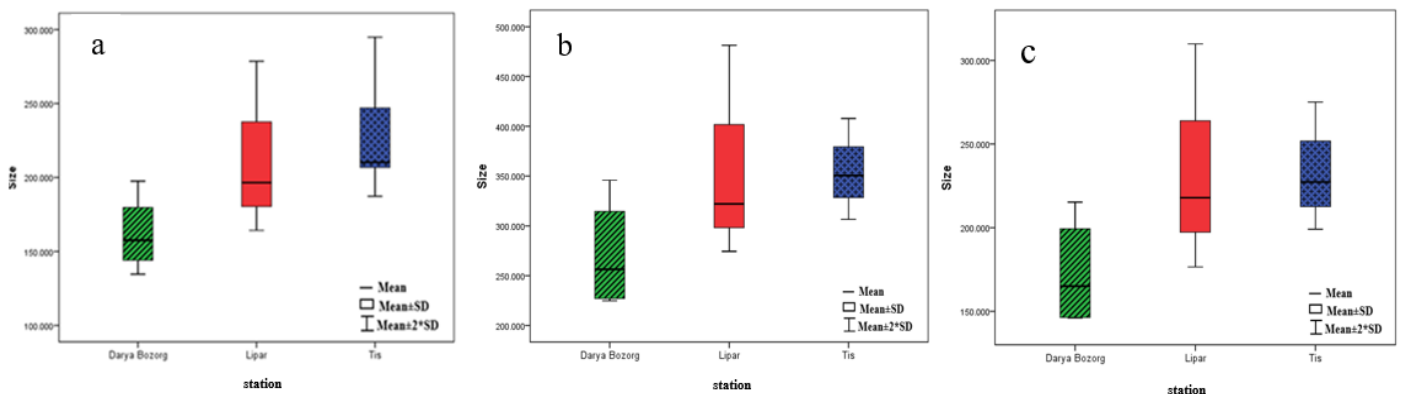 a
300.000
250.000
200.000
150.000
100.000
Size
Mean
Mean±SD
Mean±2*SD
Darya Bozorg Lipar Tis
station
b
500.000
450.000
400.000
350.000
300.000
250.000
200.000
Size
Mean
Mean±SD
Mean±2*SD
Darya Bozorg Lipar Tis
station
c
300.000
250.000
200.000
150.000
Size
Mean
Mean±SD
Mean±2*SD
Darya Bozorg Lipar Tis
station